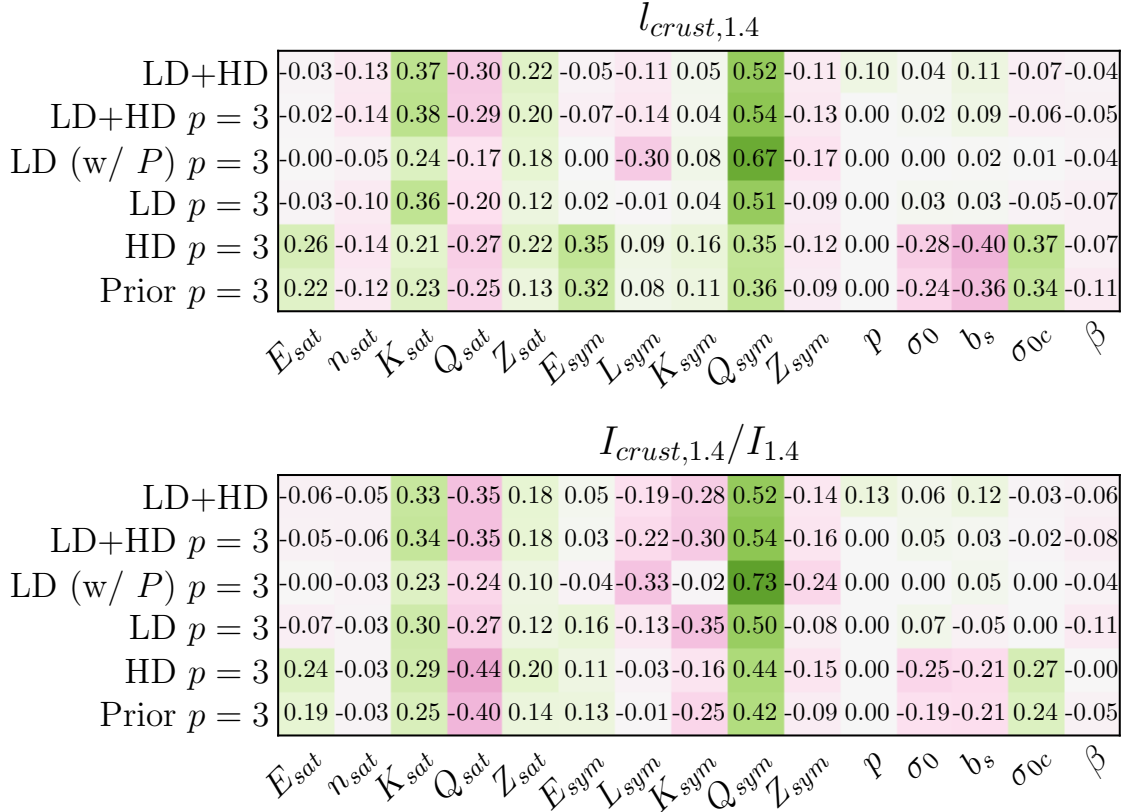 l_{crust,1.4}
LD+HD -0.03 -0.13 0.37 -0.30 0.22 -0.05 -0.11 0.05 0.52 -0.11 0.10 0.04 0.11 -0.07 -0.04
LD+HD p = 3 -0.02 -0.14 0.38 -0.29 0.20 -0.07 -0.14 0.04 0.54 -0.13 0.00 0.02 0.09 -0.06 -0.05
LD (w/ P) p = 3 -0.00 -0.05 0.24 -0.17 0.18 0.00 -0.30 0.08 0.67 -0.17 0.00 0.00 0.02 0.01 -0.04
LD p = 3 -0.03 -0.10 0.36 -0.20 0.12 0.02 -0.01 0.04 0.51 -0.09 0.00 0.03 0.03 -0.05 -0.07
HD p = 3 0.26 -0.14 0.21 -0.27 0.22 0.35 0.09 0.16 0.35 -0.12 0.00 -0.28 -0.40 0.37 -0.07
Prior p = 3 0.22 -0.12 0.23 -0.25 0.13 0.32 0.08 0.11 0.36 -0.09 0.00 -0.24 -0.36 0.34 -0.11
E_{sat} n_{sat} K_{sat} Q_{sat} Z_{sat} E_{sym} L_{sym} K_{sym} Q_{sym} Z_{sym} p σ_0 b_s σ_{0c} β
I_{crust,1.4}/I_{1.4}
LD+HD -0.06 -0.05 0.33 -0.35 0.18 0.05 -0.19 -0.28 0.52 -0.14 0.13 0.06 0.12 -0.03 -0.06
LD+HD p = 3 -0.05 -0.06 0.34 -0.35 0.18 0.03 -0.22 -0.30 0.54 -0.16 0.00 0.05 0.03 -0.02 -0.08
LD (w/ P) p = 3 -0.00 -0.03 0.23 -0.24 0.10 -0.04 -0.33 -0.02 0.73 -0.24 0.00 0.00 0.05 0.00 -0.04
LD p = 3 -0.07 -0.03 0.30 -0.27 0.12 0.16 -0.13 -0.35 0.50 -0.08 0.00 0.07 -0.05 0.00 -0.11
HD p = 3 0.24 -0.03 0.29 -0.44 0.20 0.11 -0.03 -0.16 0.44 -0.15 0.00 -0.25 -0.21 0.27 -0.00
Prior p = 3 0.19 -0.03 0.25 -0.40 0.14 0.13 -0.01 -0.25 0.42 -0.09 0.00 -0.19 -0.21 0.24 -0.05
E_{sat} n_{sat} K_{sat} Q_{sat} Z_{sat} E_{sym} L_{sym} K_{sym} Q_{sym} Z_{sym} p σ_0 b_s σ_{0c} β